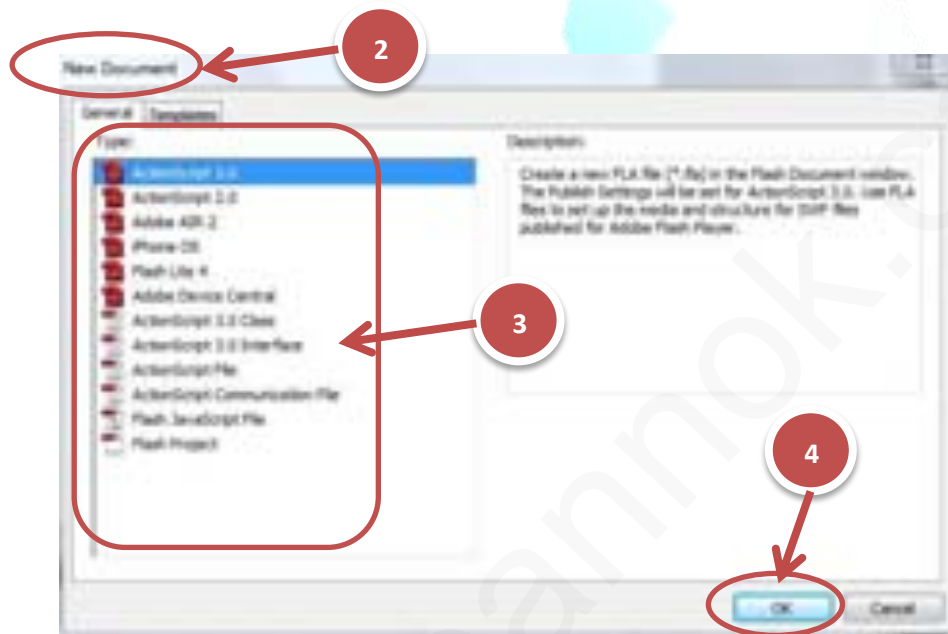 2
New Document
General Templates
Type:
ActionScript 3.0
ActionScript 2.0
Adobe AIR 2
iPhone OS
Flash Lite 4
Adobe Device Central
ActionScript 3.0 Class
ActionScript 3.0 Interface
ActionScript File
ActionScript Communication File
Flash JavaScript File
Flash Project
Description:
Create a new FLA file (*.fla) in the Flash Document window.
The Publish Settings will be set for ActionScript 3.0. Use FLA
files to set up the media and structure for SWF files
published for Adobe Flash Player.
3
4
OK Cancel